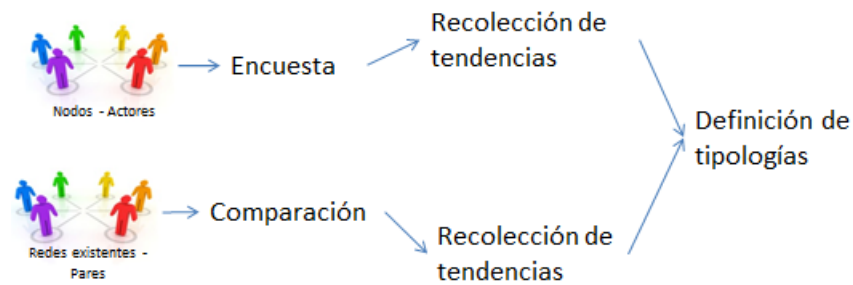 Nodos - Actores
Encuesta
Recolección de
tendencias
Redes existentes -
Pares
Comparación
Recolección de
tendencias
Definición de
tipologías